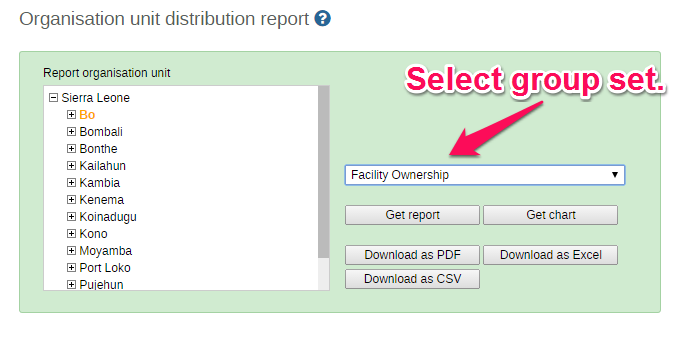 Organisation unit distribution report ?
Report organisation unit
Select group set.
Sierra Leone
Bo
Bombali
Bonthe
Kailahun
Kambia
Kenema
Koinadugu
Kono
Moyamba
Port Loko
Pujehun
Facility Ownership
Get report
Get chart
Download as PDF
Download as Excel
Download as CSV